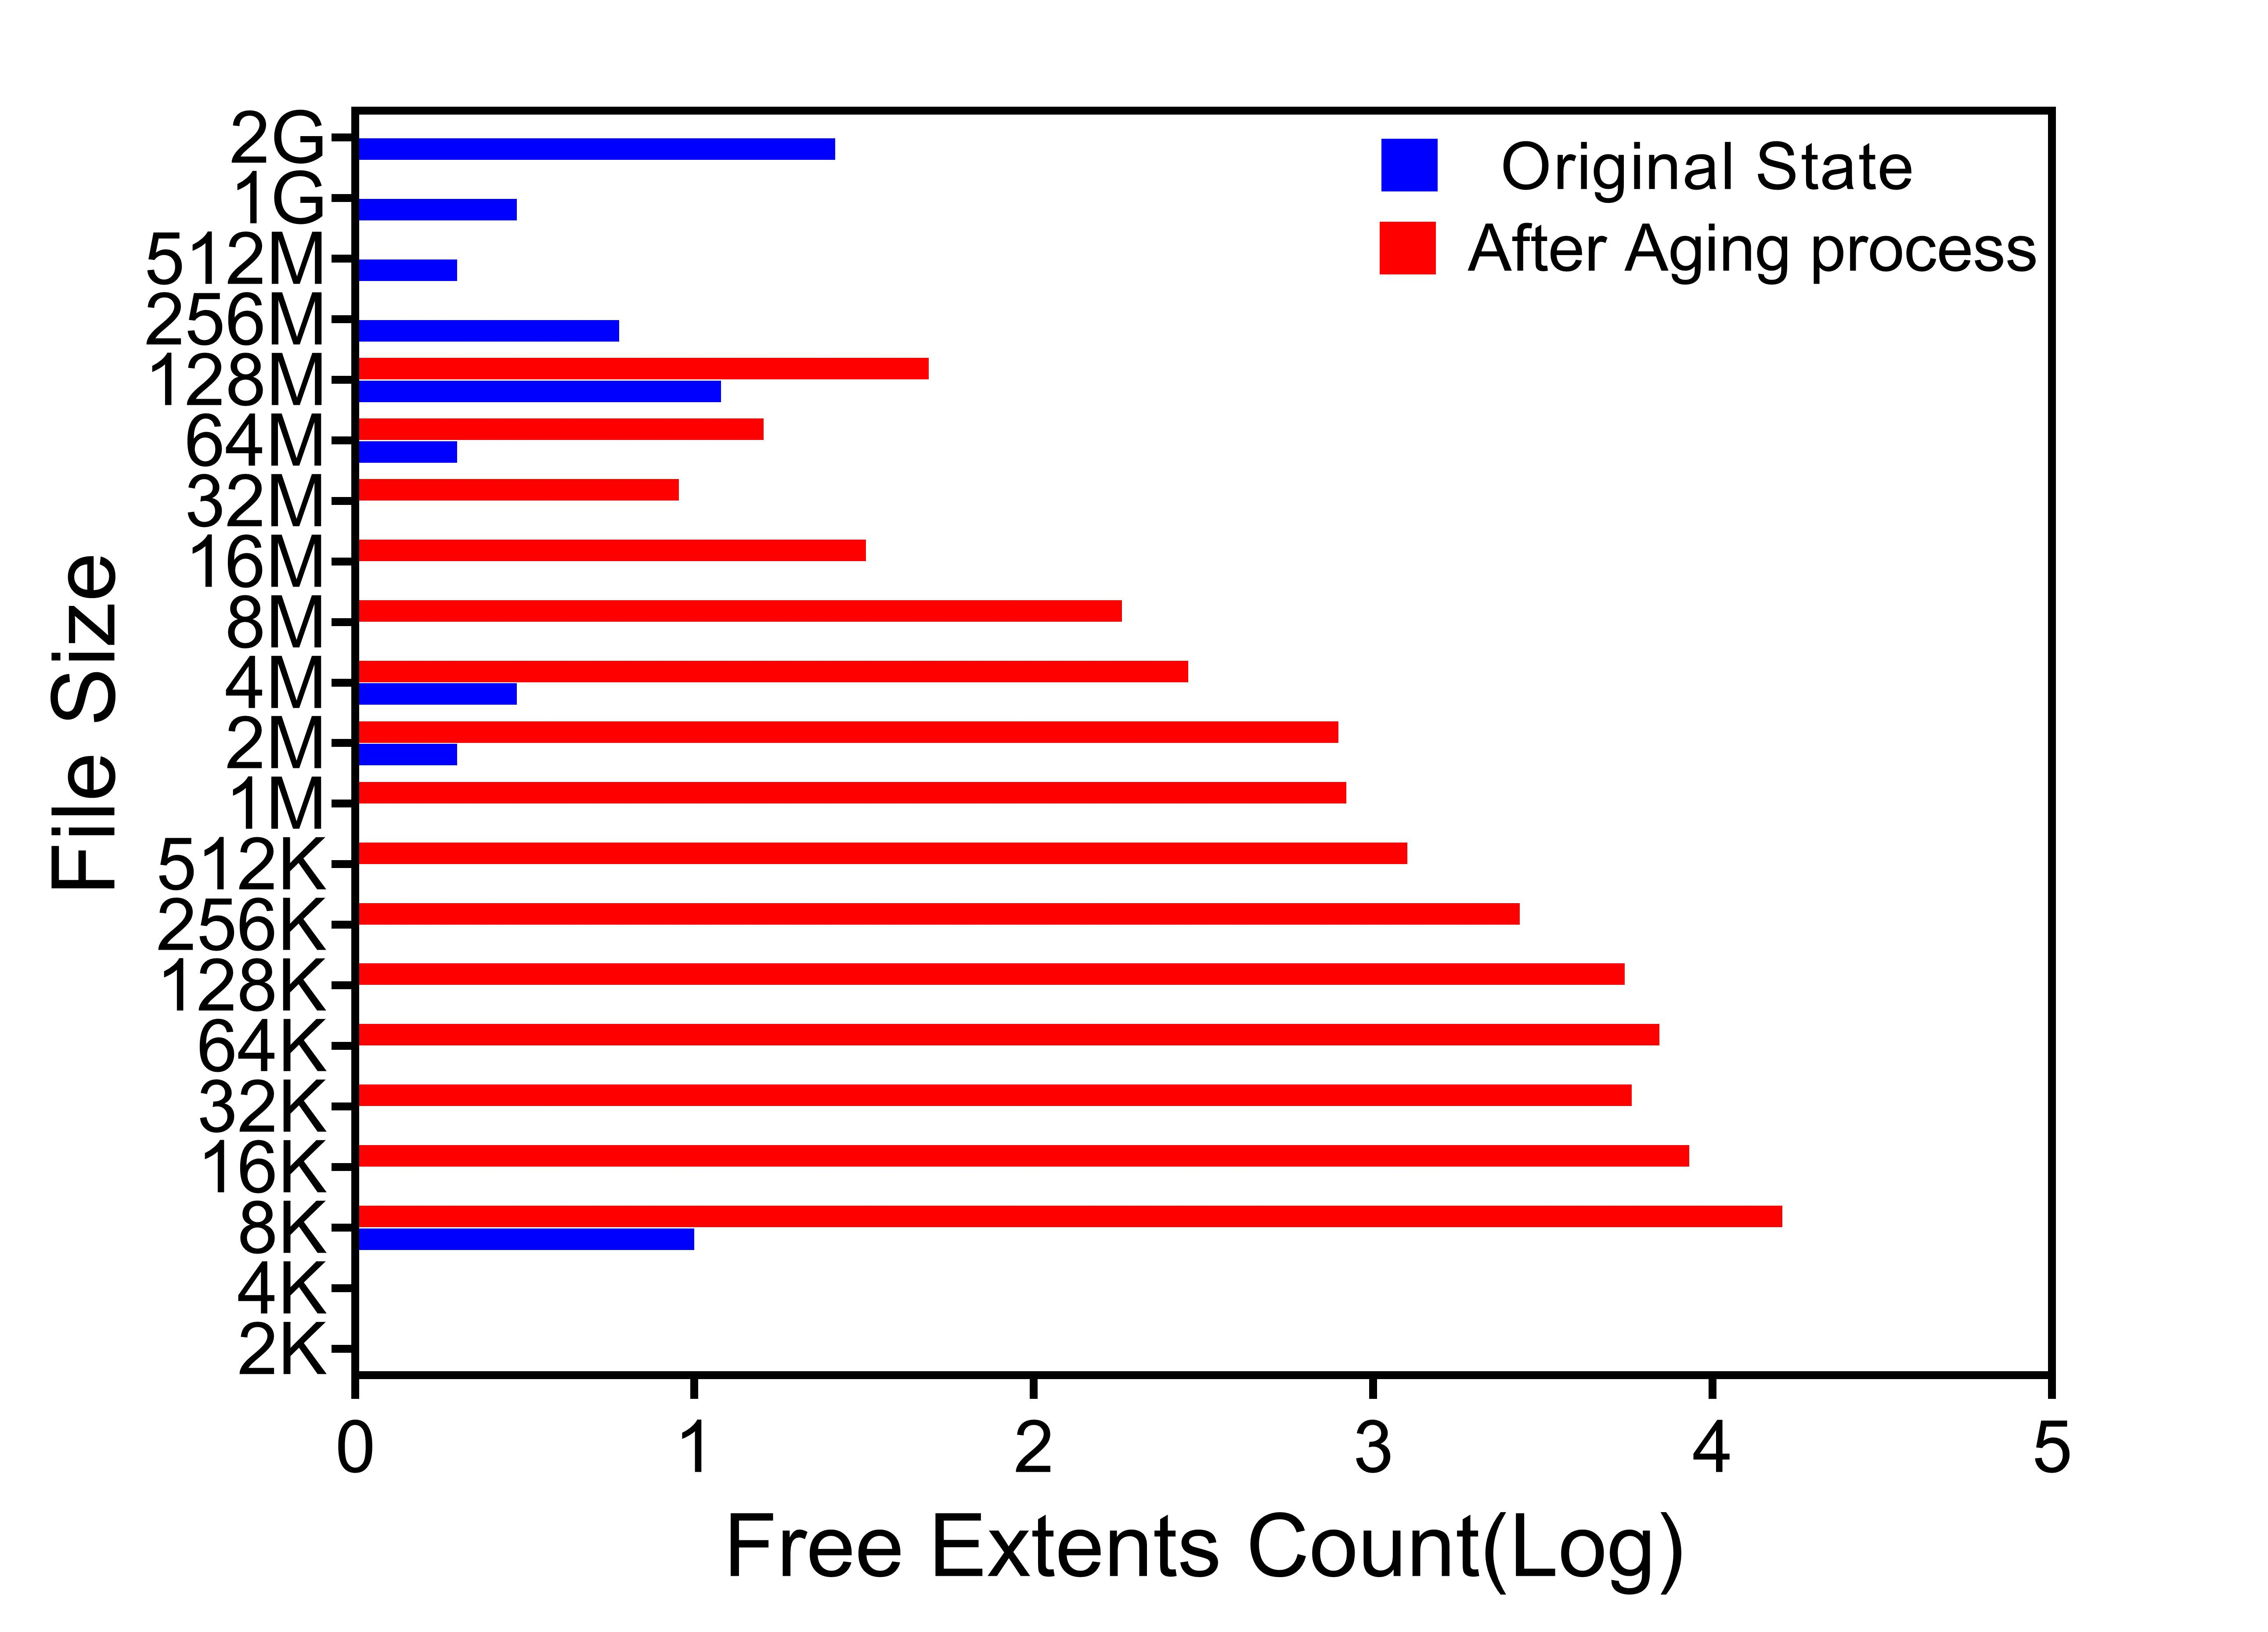 Original State
After Aging process
File Size
2G
1G
512M
256M
128M
64M
32M
16M
8M
4M
2M
1M
512K
256K
128K
64K
32K
16K
8K
4K
2K
0 1 2 3 4 5
Free Extents Count(Log)